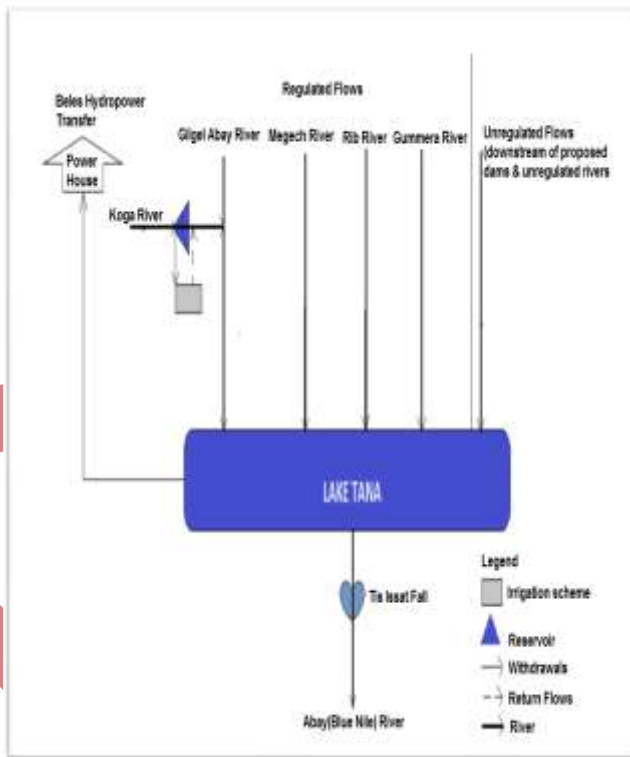 Beles Hydropower
Transfer
Power
House
Regulated Flows
Gilgel Abay River
Megech River
Rib River
Gummera River
Unregulated Flows
(downstream of proposed
dams & unregulated rivers
Koga River
LAKE TANA
Tis Issat Fall
Abay(Blue Nile) River
Legend
Irrigation scheme
Reservoir
Withdrawals
Return Flows
River